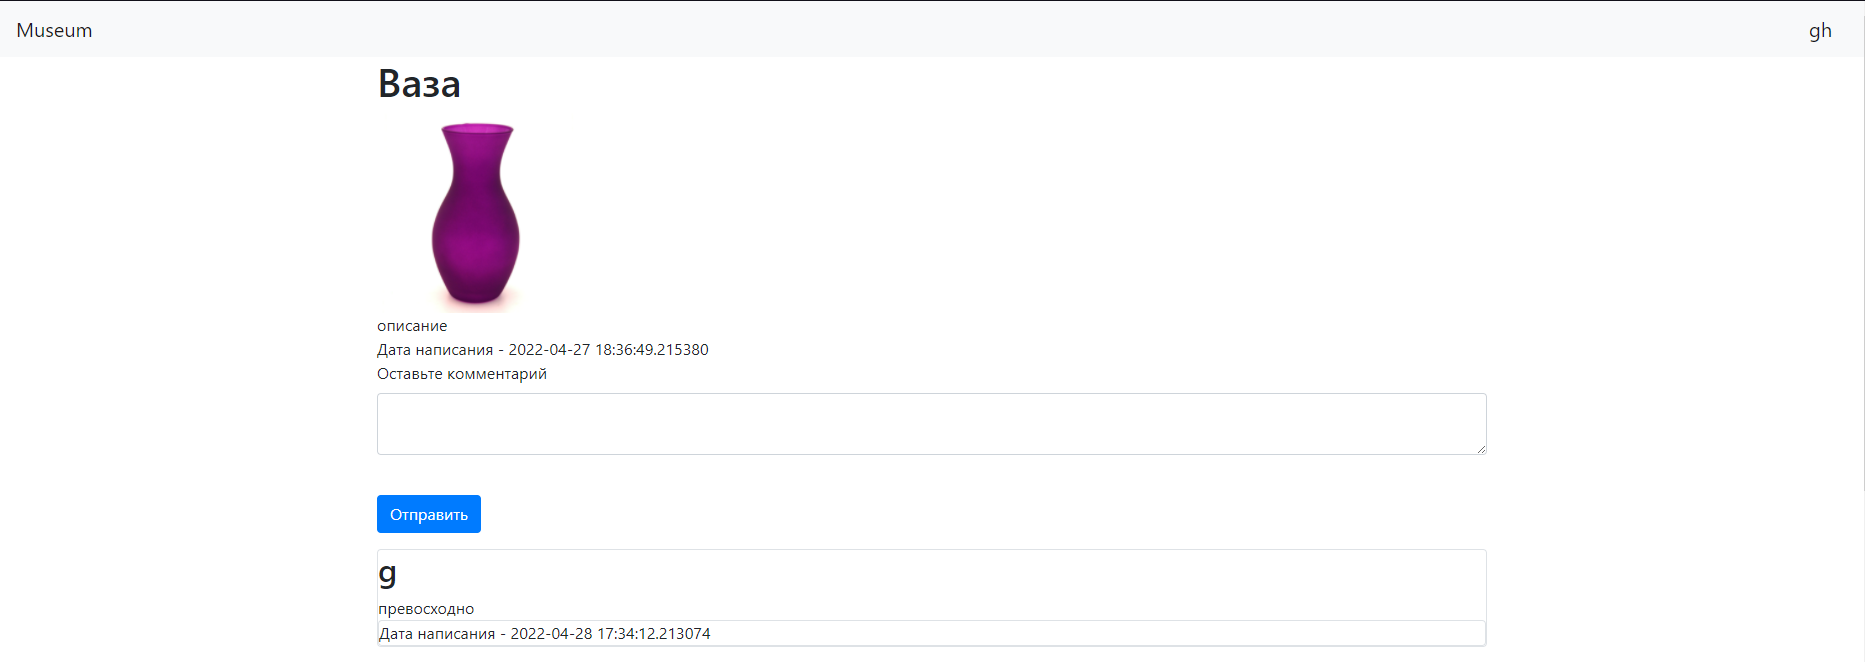 Museum
gh
Ваза
описание
Дата написания - 2022-04-27 18:36:49.215380
Оставьте комментарий
Отправить
g
превосходно
Дата написания - 2022-04-28 17:34:12.213074